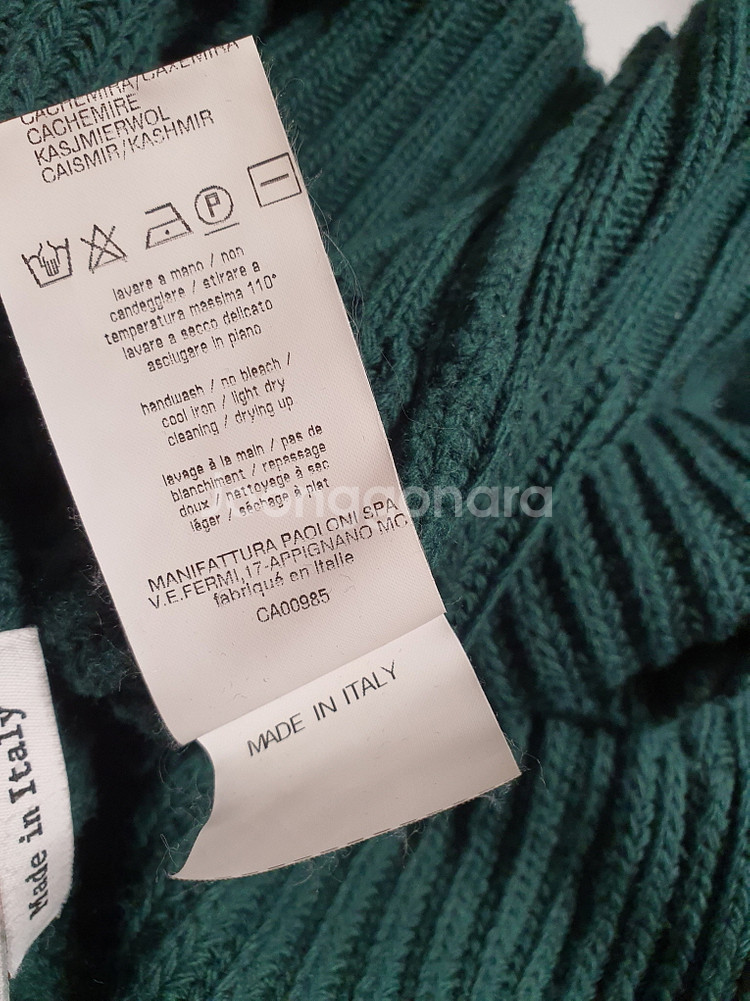 CACHEMIRA/CAXEMIRA
CACHEMIRE
KASJMIERWOL
CAISMIR/KASHMIR
P
lavare a mano / non
candeggiare / stirare a
temperatura massima 110°
lavare a secco delicato
asciugare in piano
handwash / no bleach /
cool iron / light dry
cleaning / drying up
lavage à la main / pas de
blanchiment / repassage
doux / nettoyage à sec
léger / séchage à plat
MANIFATTURA PAOLONI SPA
V.E.FERMI,17-APPIGNANO MC
fabriqué en Italie
CA00985
MADE IN ITALY
Made in Italy
Joonggonara